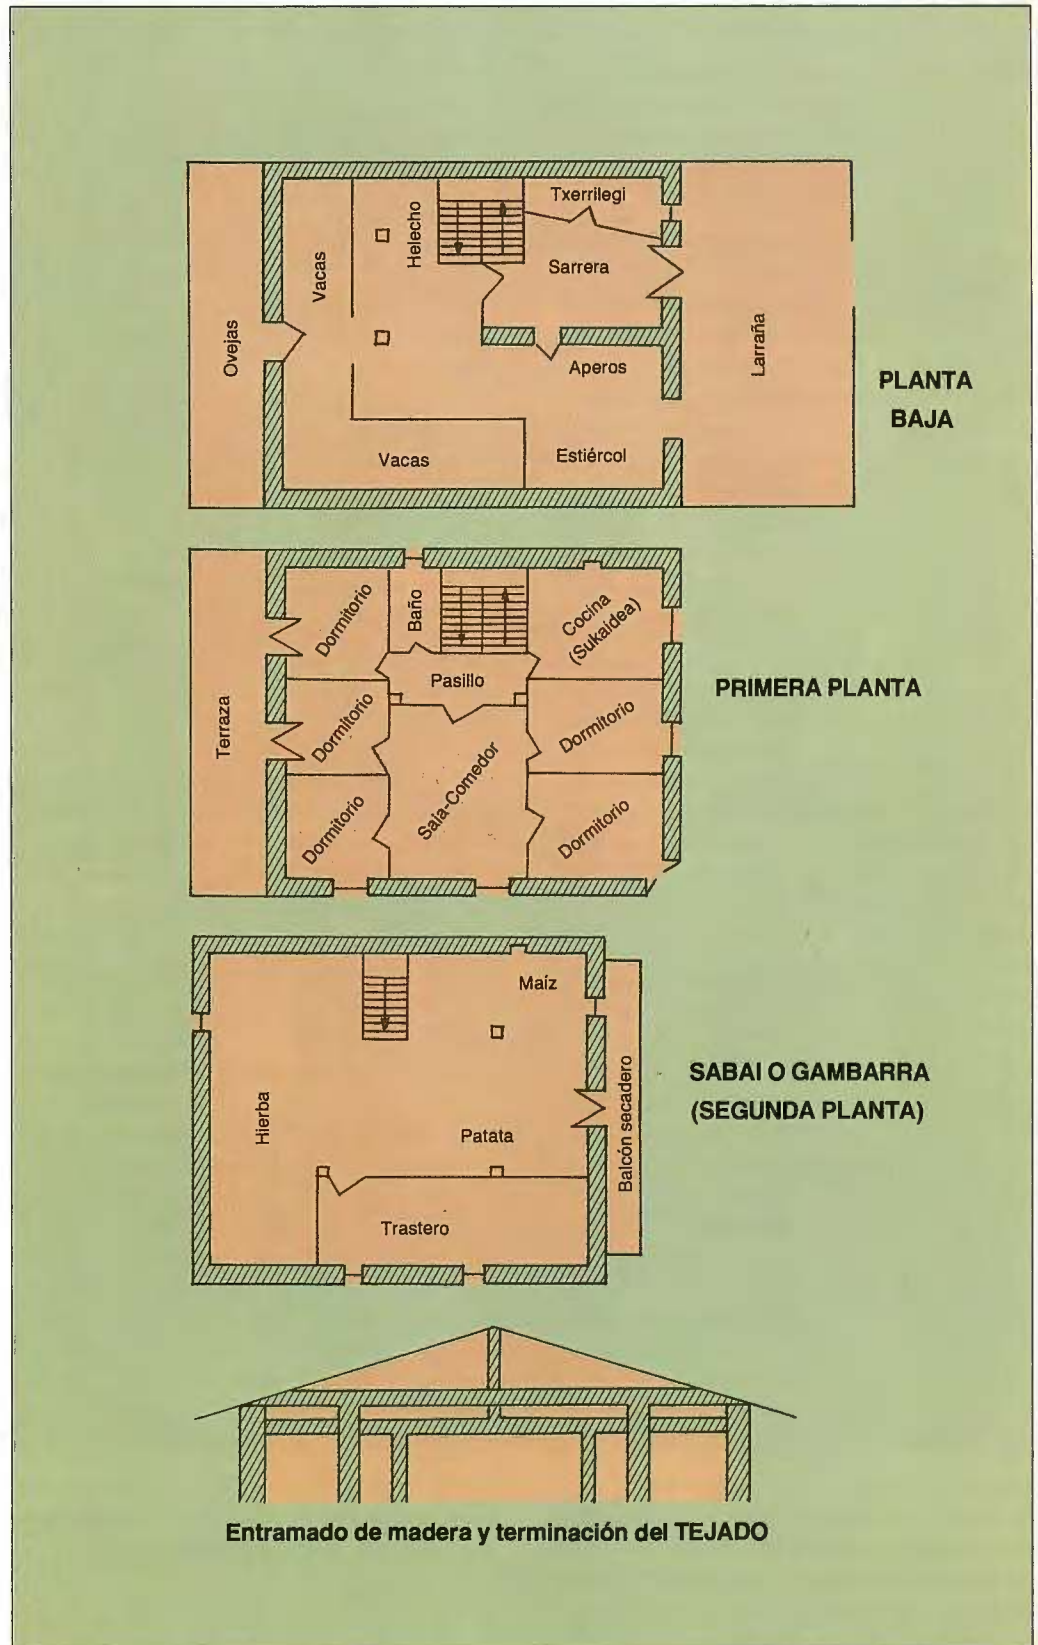 Txerrilegi
Helecho
Vacas
Sarrera
Ovejas
Larraña
Aperos
Vacas
Estiércol
PLANTA
BAJA
Dormitorio
Baño
Cocina
(Sukaidea)
Pasillo
Terraza
Dormitorio
Dormitorio
Sala-Comedor
Dormitorio
Dormitorio
PRIMERA PLANTA
Maíz
Hierba
Patata
Balcón secadero
Trastero
SABAI O GAMBARRA
(SEGUNDA PLANTA)
Entramado de madera y terminación del TEJADO